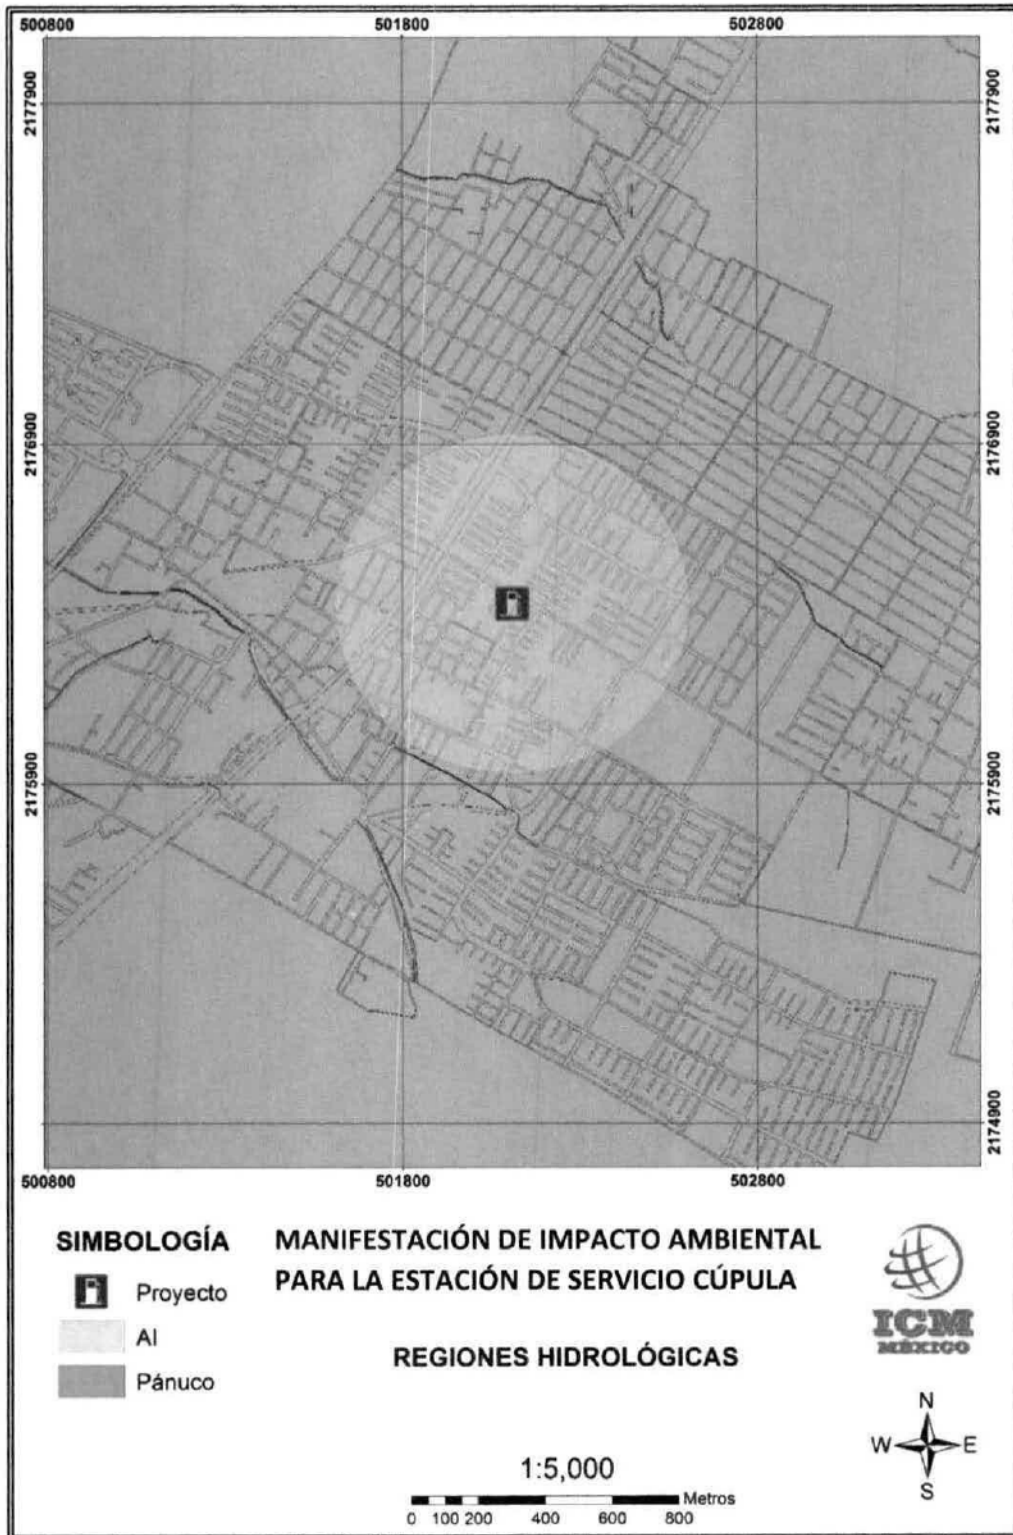 500800 501800 502800
2177900 2177900
2176900 2176900
2175900 2175900
2174900
500800 501800 502800
SIMBOLOGÍA
Proyecto
AI
Pánuco
MANIFESTACIÓN DE IMPACTO AMBIENTAL
PARA LA ESTACIÓN DE SERVICIO CÚPULA
REGIONES HIDROLÓGICAS
1:5,000
Metros
0 100 200 400 600 800
ICM
MÉXICO
N
W E
S